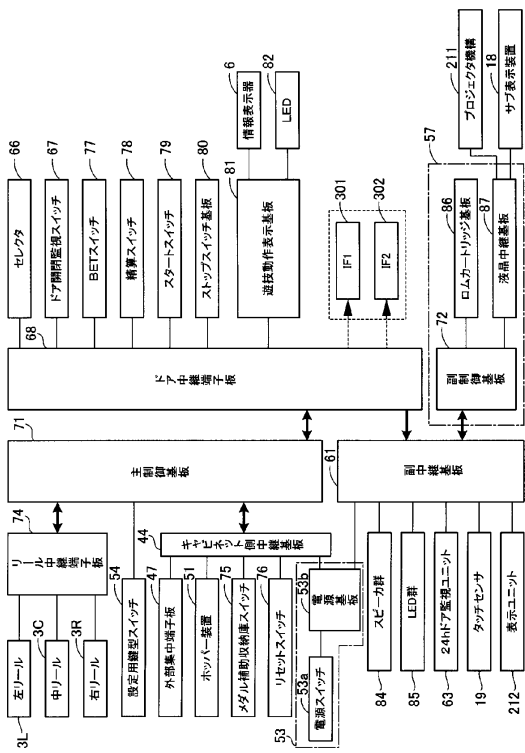 3L
左リール
3C
中リール
3R
右リール
74
リール中継端子板
54
設定用鍵型スイッチ
47
外部集中端子板
51
ホッパー装置
75
メダル補助収納庫スイッチ
76
リセットスイッチ
44
キャビネット側中継基板
53
53a
電源スイッチ
53b
電源基板
71
主制御基板
68
ドア中継端子板
66
セレクタ
67
ドア開閉監視スイッチ
77
BETスイッチ
78
精算スイッチ
79
スタートスイッチ
80
ストップスイッチ基板
81
遊技動作表示基板
6
情報表示器
82
LED
301
IF1
302
IF2
61
副中継基板
84
スピーカ群
85
LED群
63
24hドア監視ユニット
19
タッチセンサ
212
表示ユニット
57
72
副制御基板
86
ロムカートリッジ基板
87
液晶中継基板
211
プロジェクタ機構
18
サブ表示装置